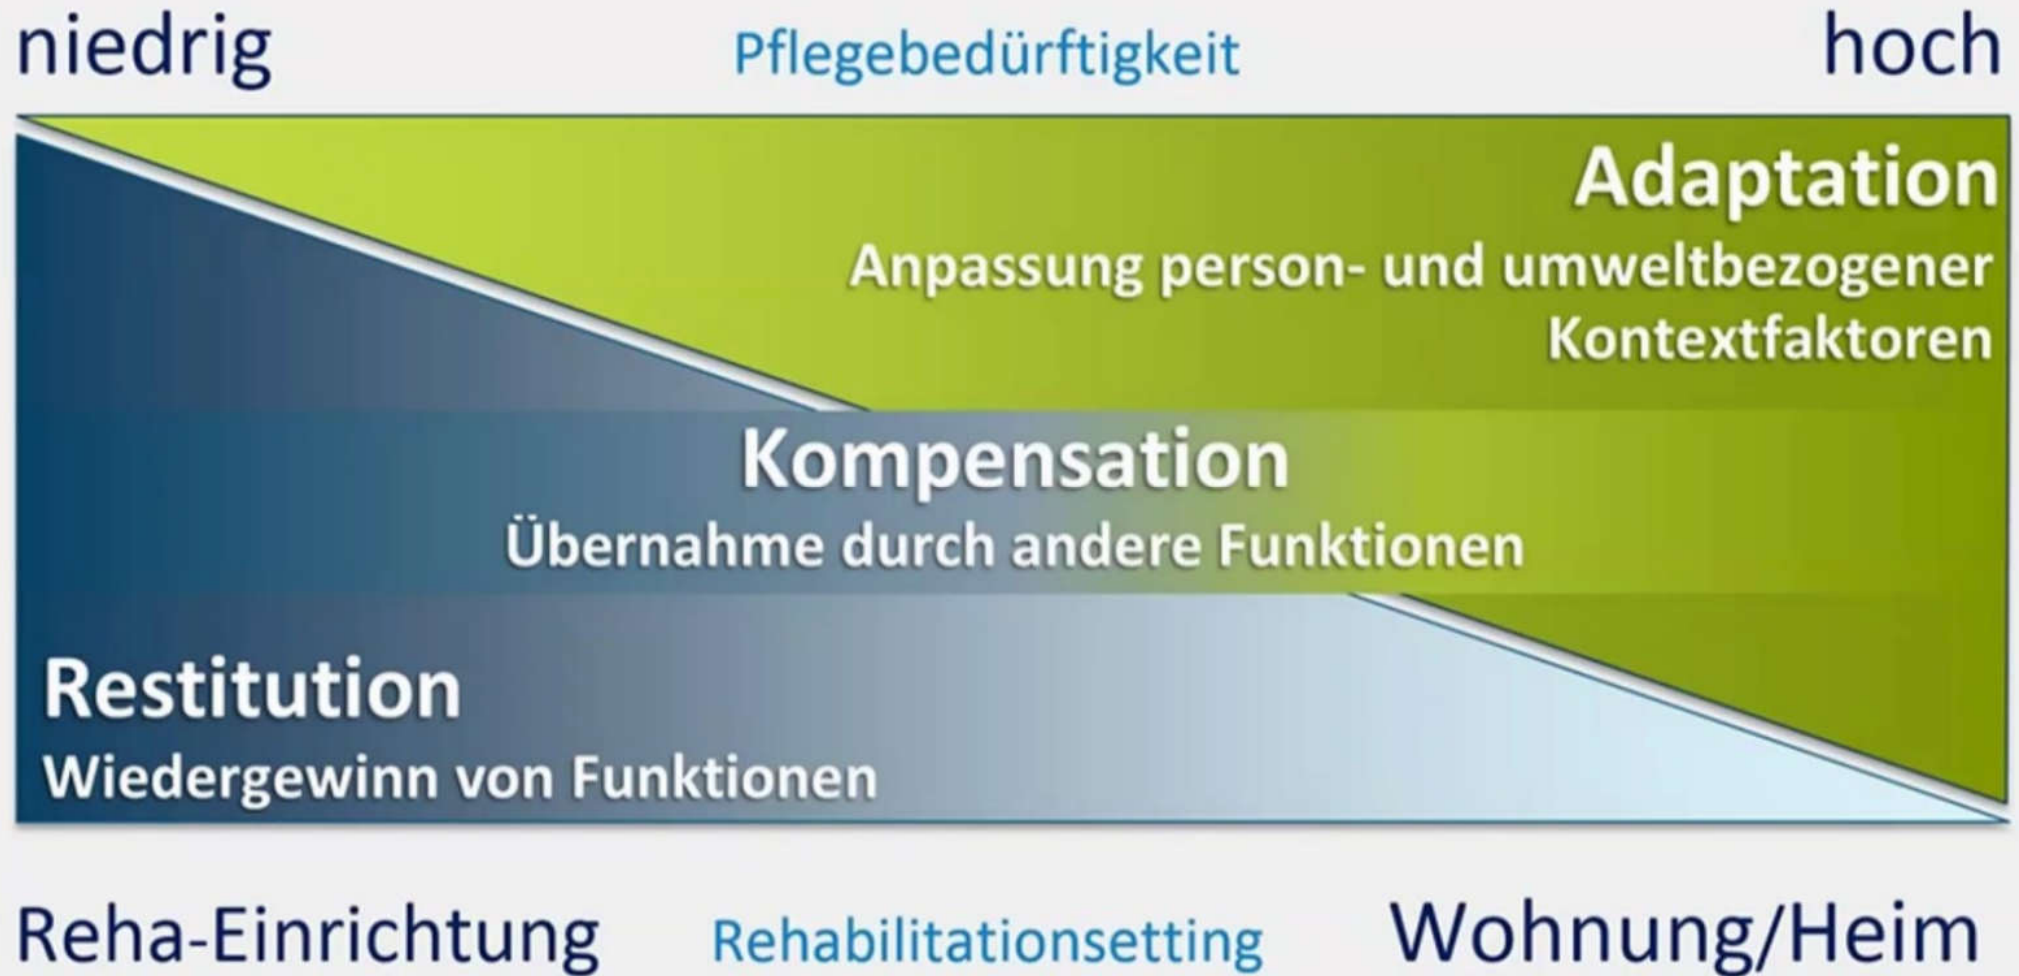 niedrig Pflegebedürftigkeit hoch
Adaptation
Anpassung person- und umweltbezogener
Kontextfaktoren
Kompensation
Übernahme durch andere Funktionen
Restitution
Wiedergewinn von Funktionen
Reha-Einrichtung Rehabilitationsetting Wohnung/Heim